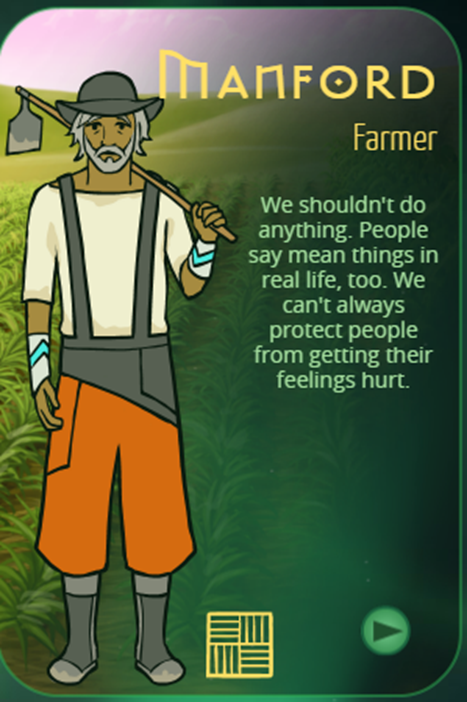 Manford
Farmer
We shouldn't do
anything. People
say mean things in
real life, too. We
can't always
protect people
from getting their
feelings hurt.